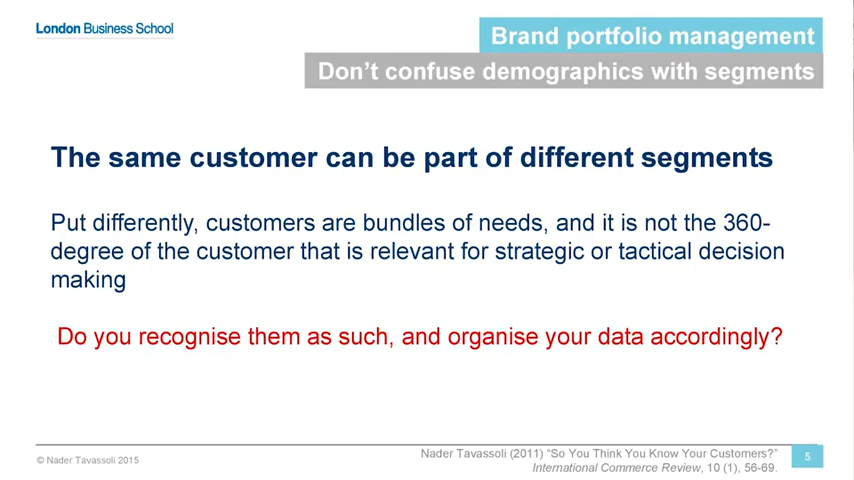 London Business School
Brand portfolio management
Don't confuse demographics with segments
The same customer can be part of different segments
Put differently, customers are bundles of needs, and it is not the 360-
degree of the customer that is relevant for strategic or tactical decision
making
Do you recognise them as such, and organise your data accordingly?
© Nader Tavassoli 2015
Nader Tavassoli (2011) “So You Think You Know Your Customers?”
International Commerce Review, 10 (1), 56-69.
5